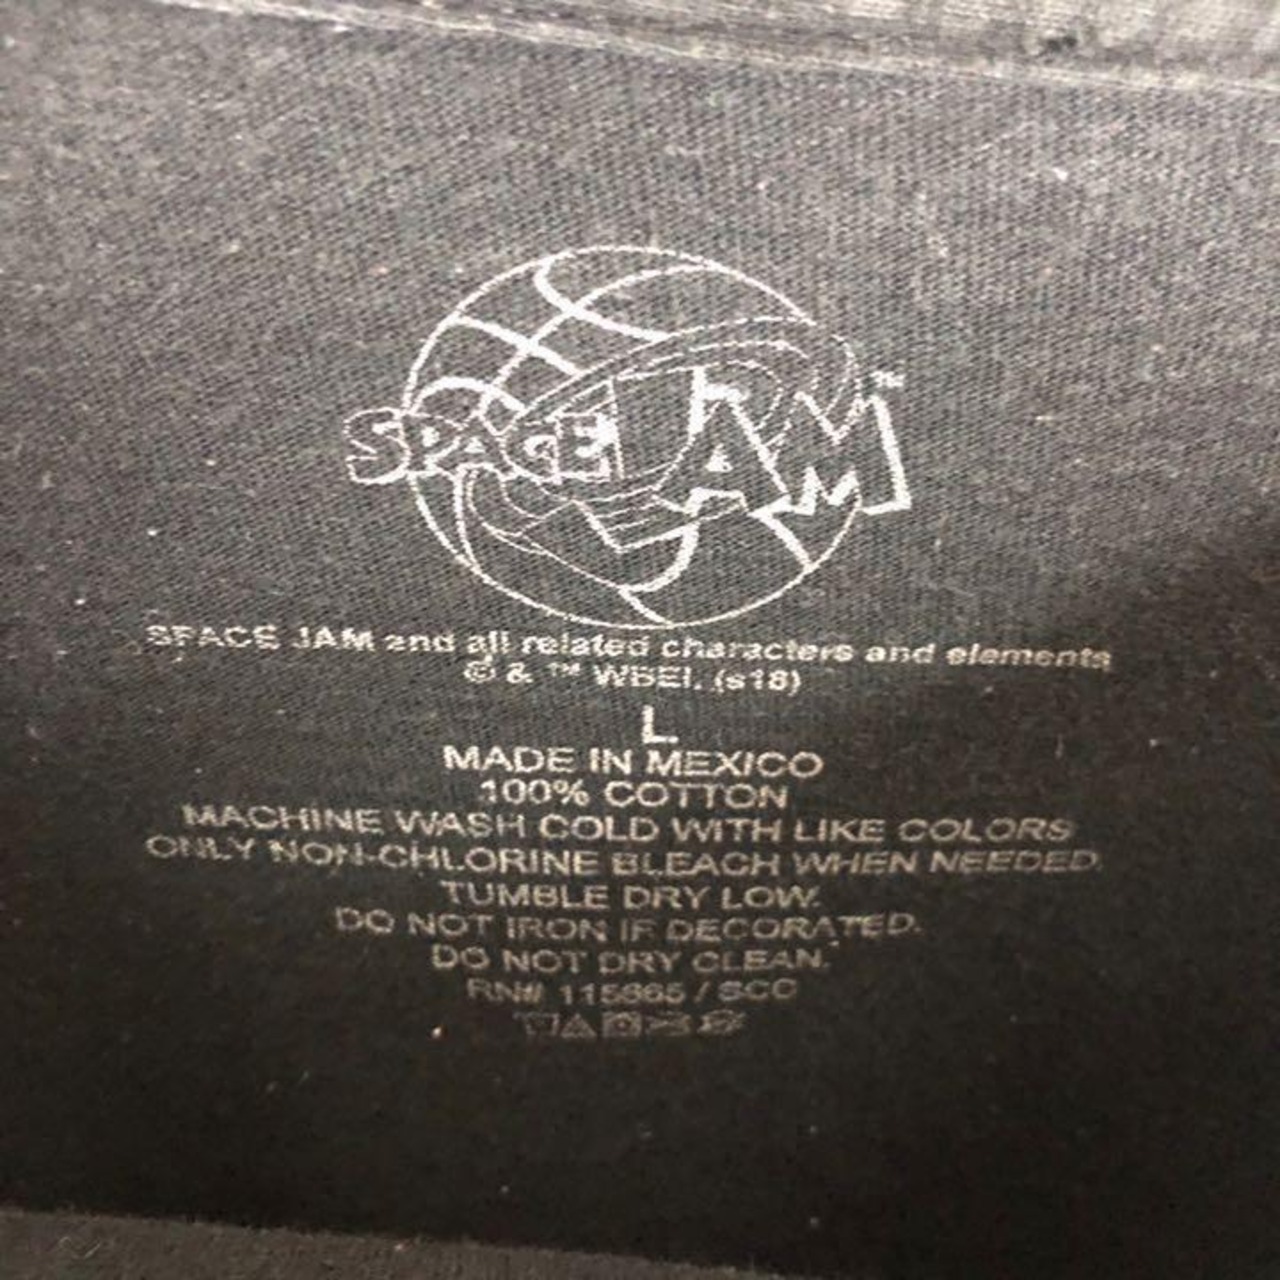 SPACE JAM™
SPACE JAM and all related characters and elements
© & ™ WBEI. (s18)
L
MADE IN MEXICO
100% COTTON
MACHINE WASH COLD WITH LIKE COLORS
ONLY NON-CHLORINE BLEACH WHEN NEEDED.
TUMBLE DRY LOW.
DO NOT IRON IF DECORATED.
DO NOT DRY CLEAN.
RN# 115665 / SCC